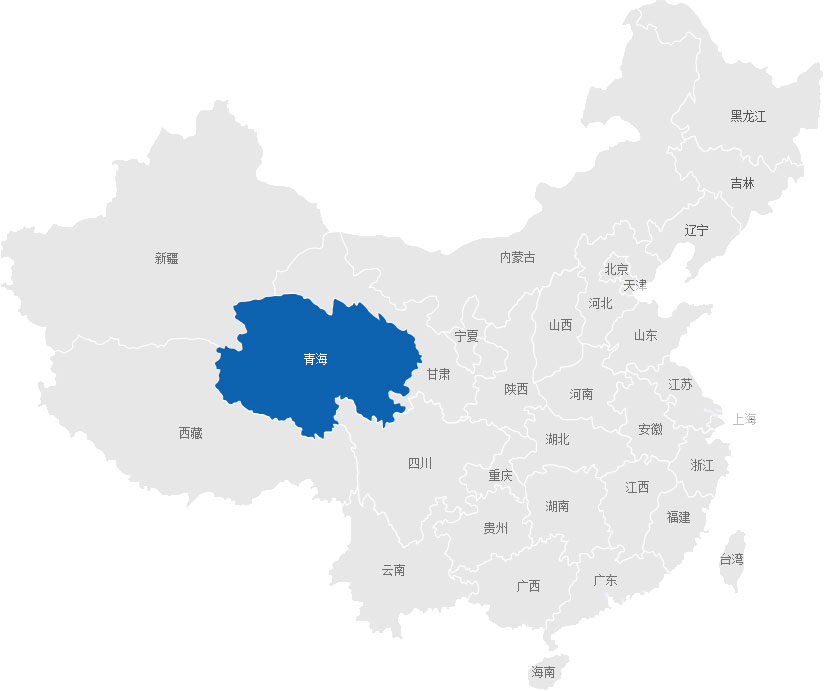 黑龙江
吉林
辽宁
新疆
内蒙古
北京
天津
河北
山西
宁夏
山东
青海
甘肃
陕西
河南
江苏
上海
西藏
安徽
湖北
四川
浙江
重庆
江西
湖南
福建
贵州
台湾
云南
广西
广东
海南